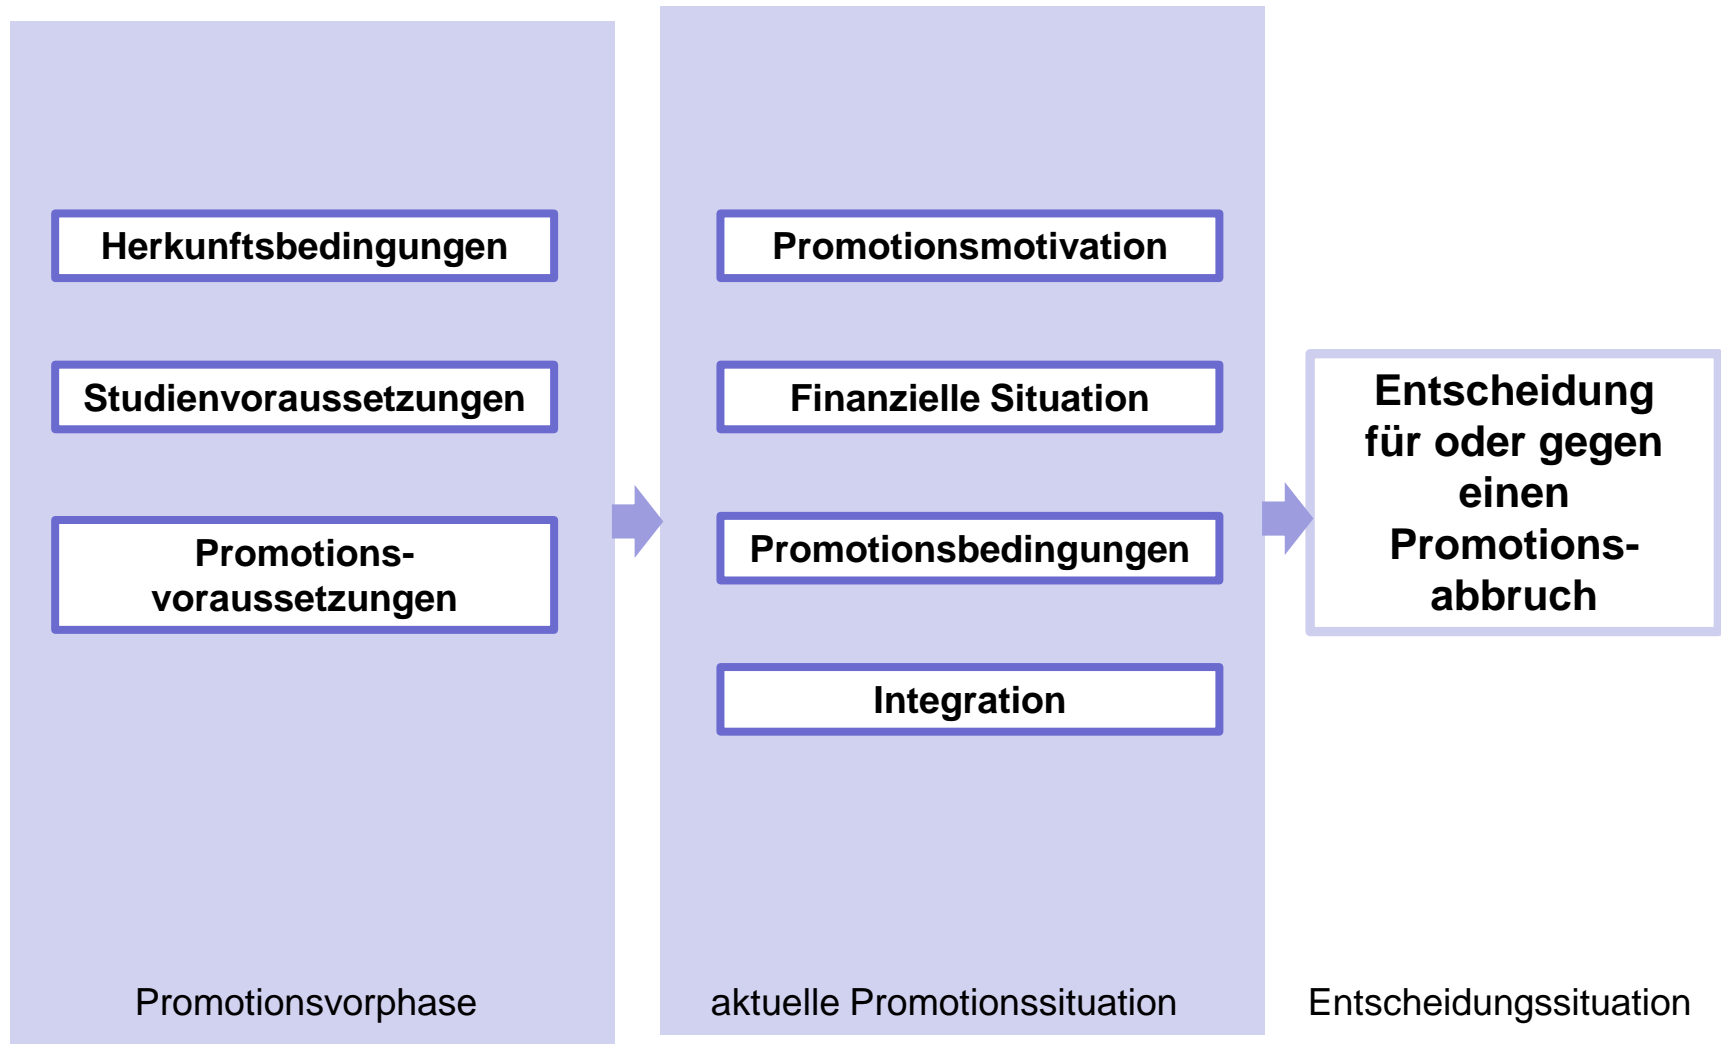 Herkunftsbedingungen
Studienvoraussetzungen
Promotions-
voraussetzungen
Promotionsvorphase
Promotionsmotivation
Finanzielle Situation
Promotionsbedingungen
Integration
aktuelle Promotionssituation
Entscheidung
für oder gegen
einen
Promotions-
abbruch
Entscheidungssituation